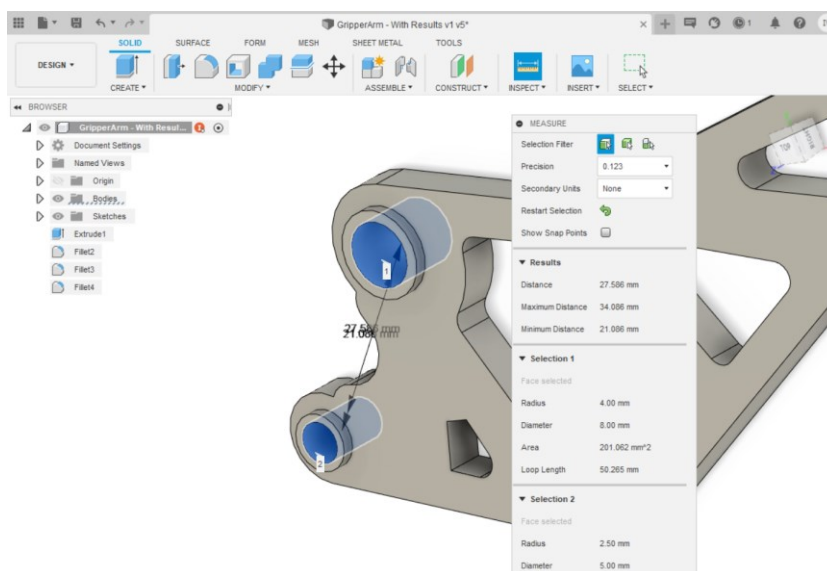 GripperArm - With Results v1 v5*
1
DESIGN
SOLID
SURFACE
FORM
MESH
SHEET METAL
TOOLS
CREATE
MODIFY
ASSEMBLE
CONSTRUCT
INSPECT
INSERT
SELECT
BROWSER
GripperArm - With Resul...
Document Settings
Named Views
Origin
Bodies
Sketches
Extrude1
Fillet2
Fillet3
Fillet4
1
21.086 mm
2
MEASURE
Selection Filter
Precision 0.123
Secondary Units None
Restart Selection
Show Snap Points
Results
Distance 27.586 mm
Maximum Distance 34.086 mm
Minimum Distance 21.086 mm
Selection 1
Face selected
Radius 4.00 mm
Diameter 8.00 mm
Area 201.062 mm^2
Loop Length 50.265 mm
Selection 2
Face selected
Radius 2.50 mm
Diameter 5.00 mm